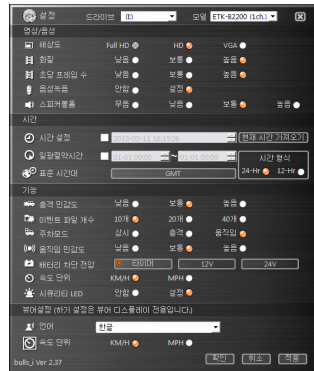 설정 드라이브 (I:) 모델 ETK-B2200 (1ch.)
영상/음성
해상도 Full HD HD VGA
화질 낮음 보통 높음
초당 프레임 수 낮음 보통 높음
음성녹음 안함 설정
스피커볼륨 무음 낮음 보통 높음
시간
시간 설정 2013-03-11 16:15:26 현재 시간 가져오기
일광절약시간 01-01 00:00 ~ 01-01 00:00 시간 형식
표준 시간대 GMT 24-Hr 12-Hr
기능
충격 민감도 낮음 보통 높음
이벤트 파일 개수 10개 20개 40개
주차모드 상시 충격 움직임
움직임 민감도 낮음 보통 높음
배터리 차단 전압 타이머 12V 24V
속도 단위 KM/H MPH
시큐리티 LED 안함 설정
뷰어설정 (하기 설정은 뷰어 디스플레이 전용입니다.)
언어 한글
속도 단위 KM/H MPH
bulls_i Ver 2.37 확인 취소 적용